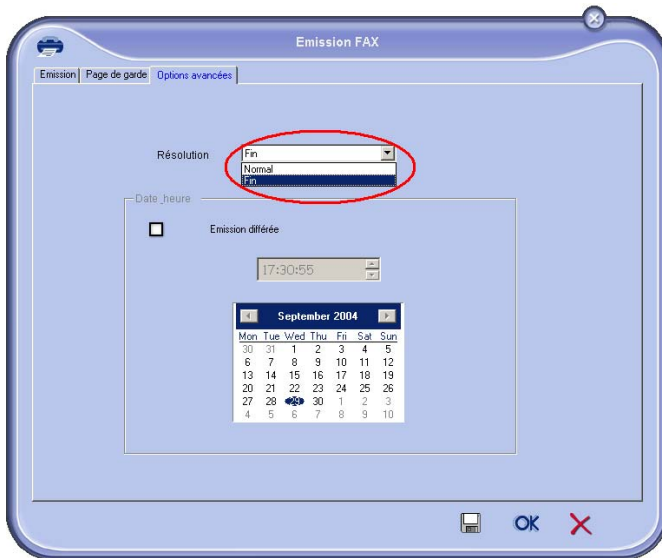 Emission FAX
Emission Page de garde Options avancées
Résolution Fin
Normal
Fin
Date_heure
Emission différée
17:30:55
September 2004
Mon Tue Wed Thu Fri Sat Sun
30 31 1 2 3 4 5
6 7 8 9 10 11 12
13 14 15 16 17 18 19
20 21 22 23 24 25 26
27 28 29 30 1 2 3
4 5 6 7 8 9 10
OK